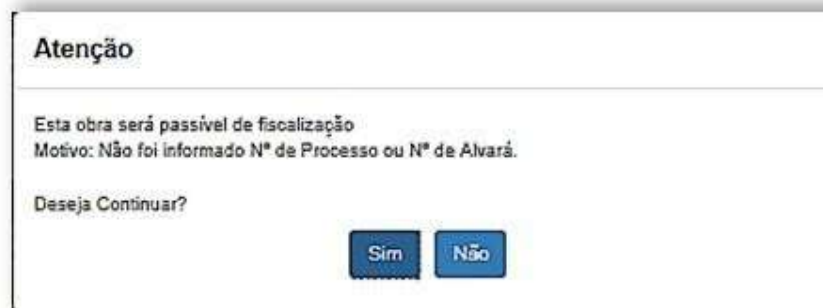 Atenção
Esta obra será passível de fiscalização
Motivo: Não foi informado Nº de Processo ou Nº de Alvará.
Deseja Continuar?
Sim Não